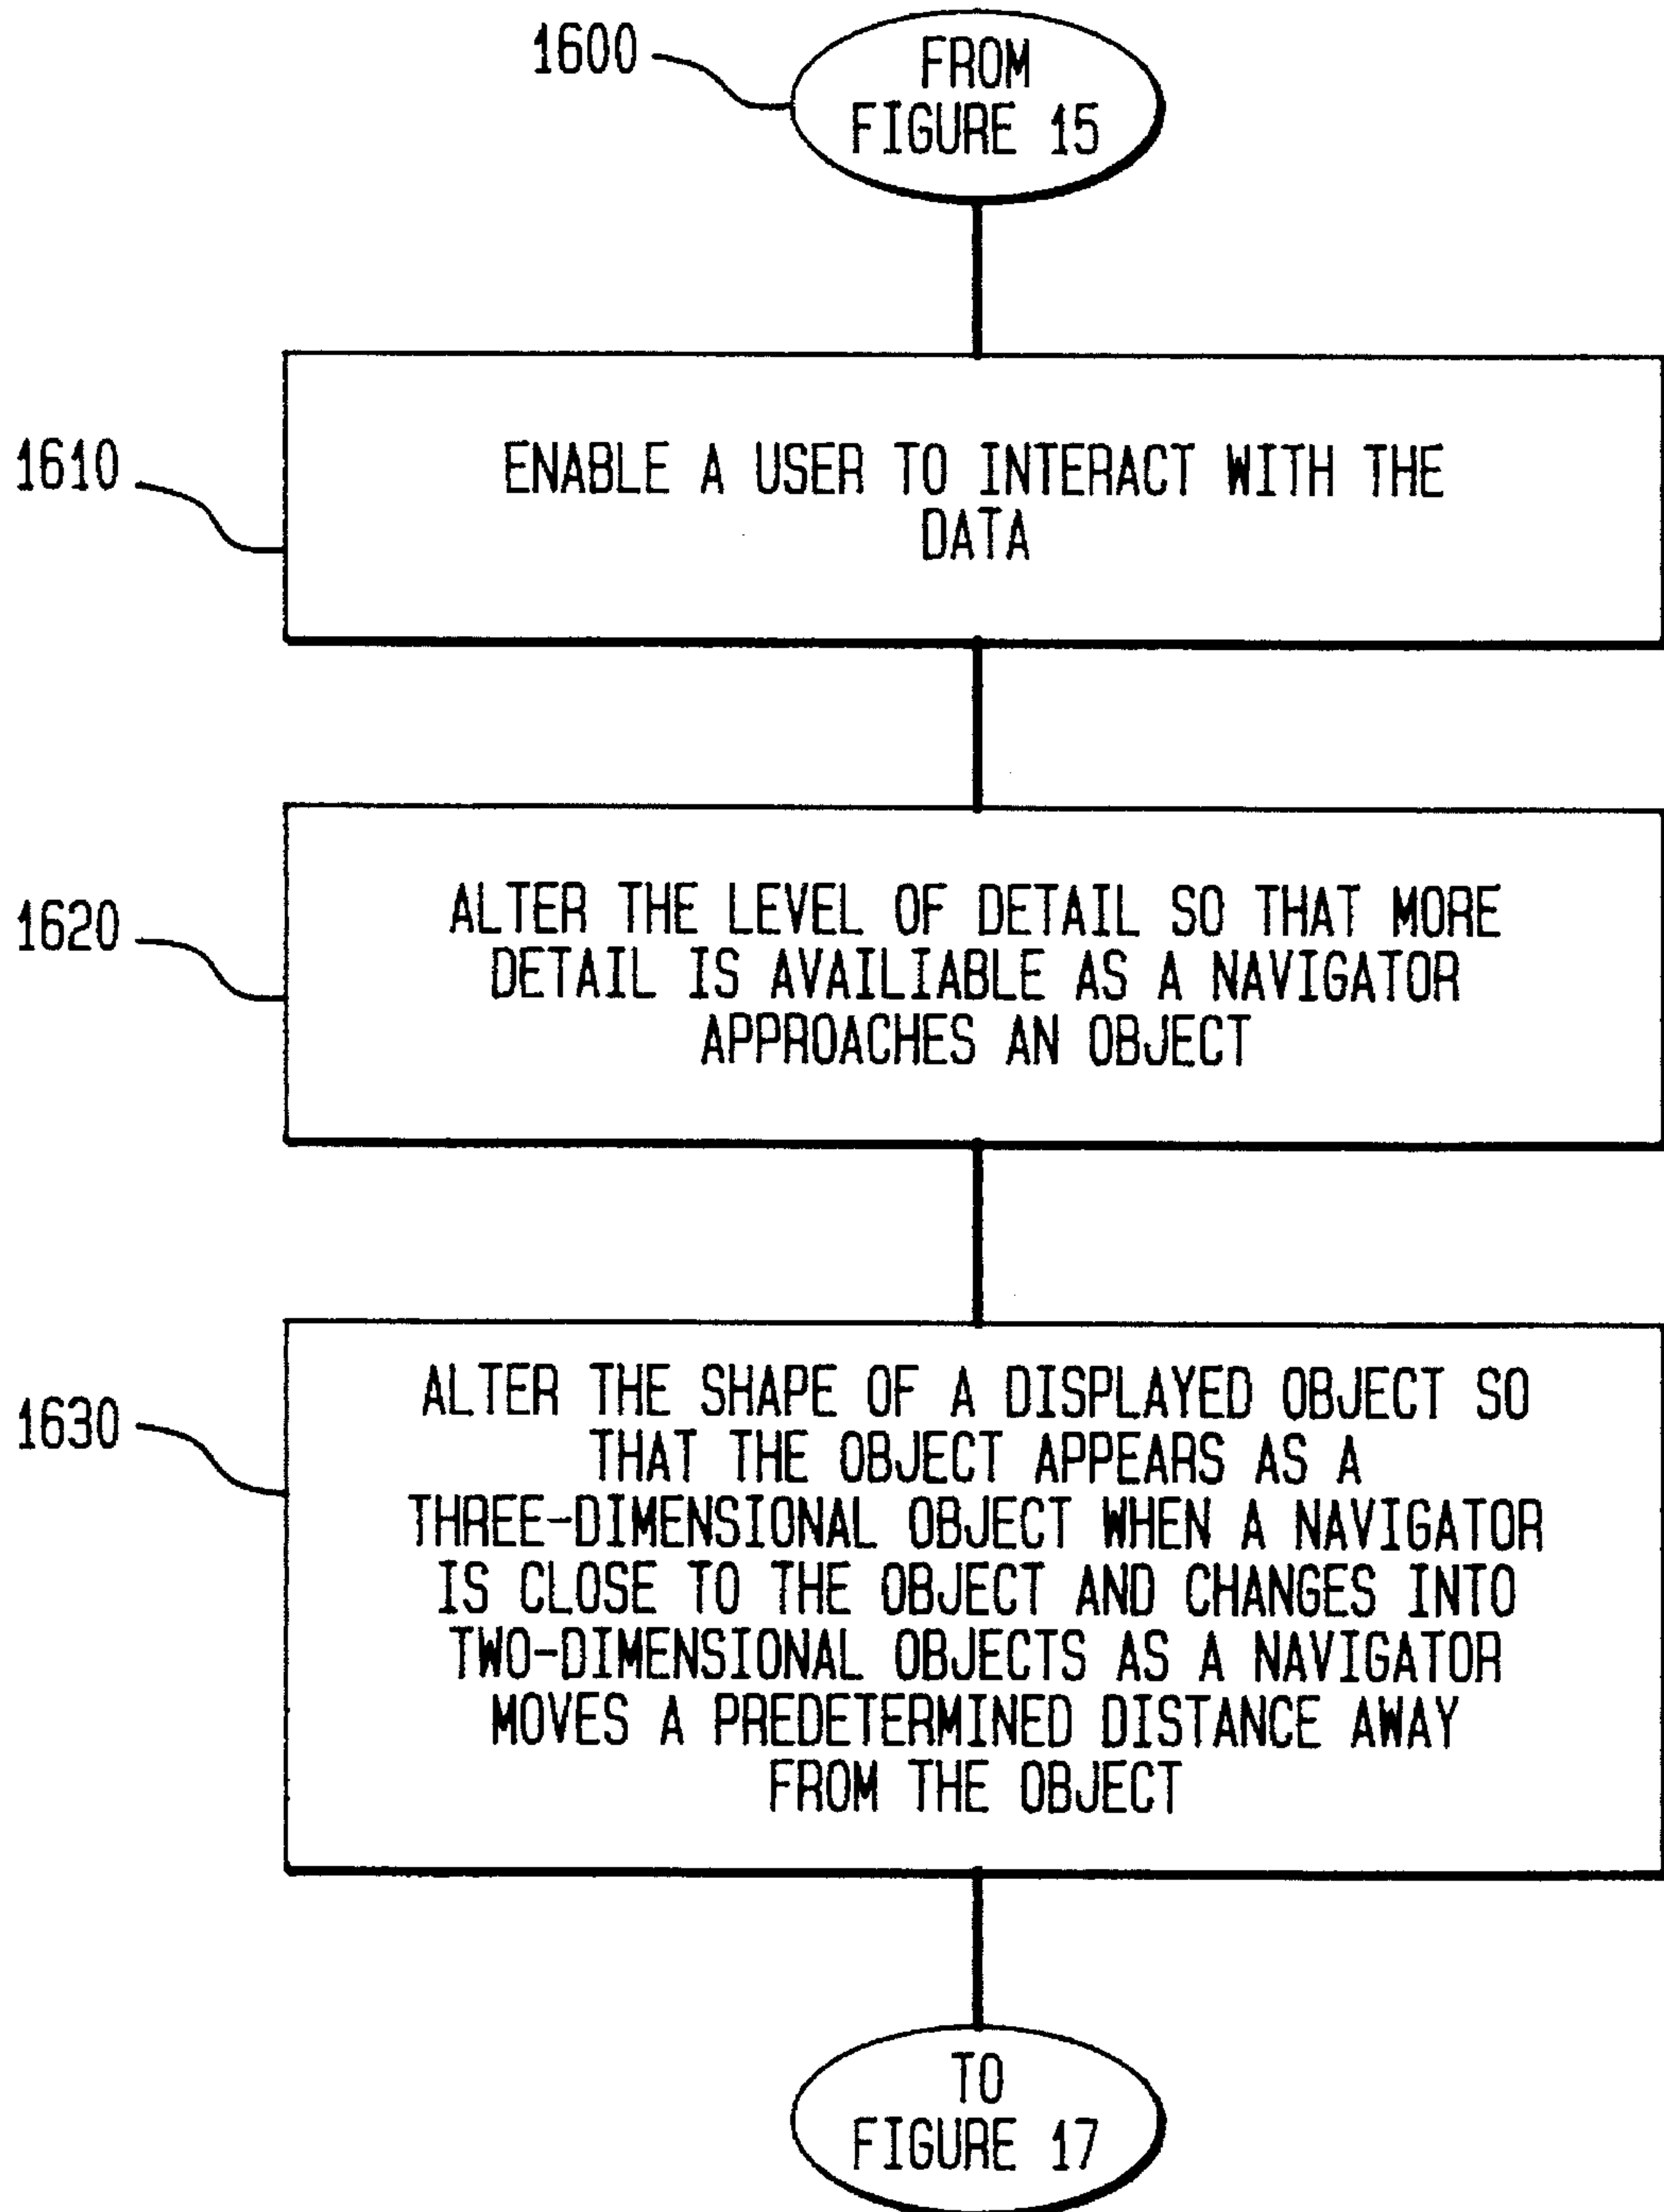 1600
FROM
FIGURE 15
1610
ENABLE A USER TO INTERACT WITH THE
DATA
1620
ALTER THE LEVEL OF DETAIL SO THAT MORE
DETAIL IS AVAILIABLE AS A NAVIGATOR
APPROACHES AN OBJECT
1630
ALTER THE SHAPE OF A DISPLAYED OBJECT SO
THAT THE OBJECT APPEARS AS A
THREE-DIMENSIONAL OBJECT WHEN A NAVIGATOR
IS CLOSE TO THE OBJECT AND CHANGES INTO
TWO-DIMENSIONAL OBJECTS AS A NAVIGATOR
MOVES A PREDETERMINED DISTANCE AWAY
FROM THE OBJECT
TO
FIGURE 17